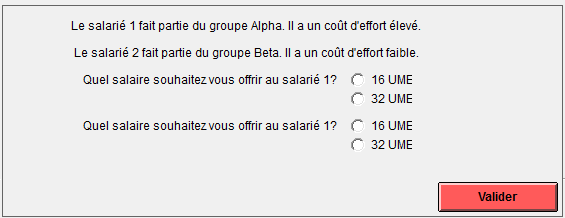 Le salarié 1 fait partie du groupe Alpha. Il a un coût d'effort élevé.
Le salarié 2 fait partie du groupe Beta. Il a un coût d'effort faible.
Quel salaire souhaitez vous offrir au salarié 1? 16 UME
32 UME
Quel salaire souhaitez vous offrir au salarié 1? 16 UME
32 UME
Valider